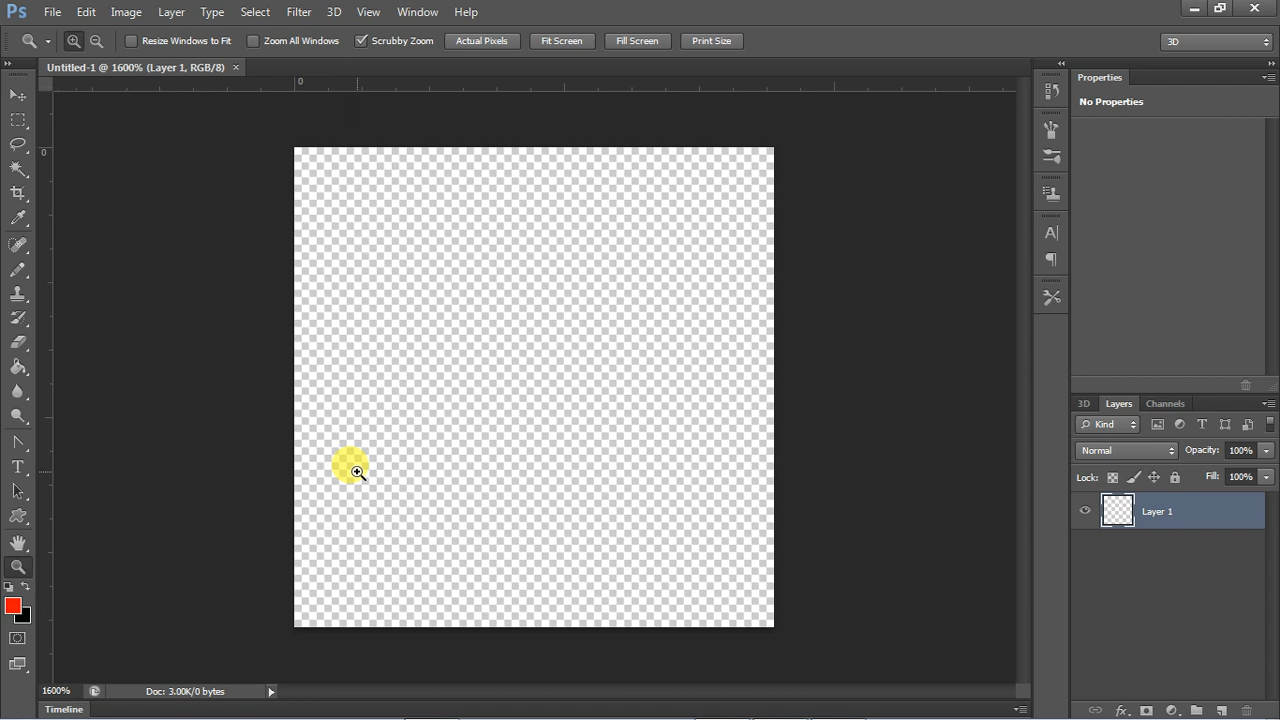 Ps File Edit Image Layer Type Select Filter 3D View Window Help
Resize Windows to Fit Zoom All Windows Scrubby Zoom Actual Pixels Fit Screen Fill Screen Print Size 3D
Untitled-1 @ 1600% (Layer 1, RGB/8) ×
Properties
No Properties
0
0
3D Layers Channels
Kind T
Normal Opacity: 100%
Lock: Fill: 100%
Layer 1
A
T
1600% Doc: 3.00K/0 bytes
fx
Timeline